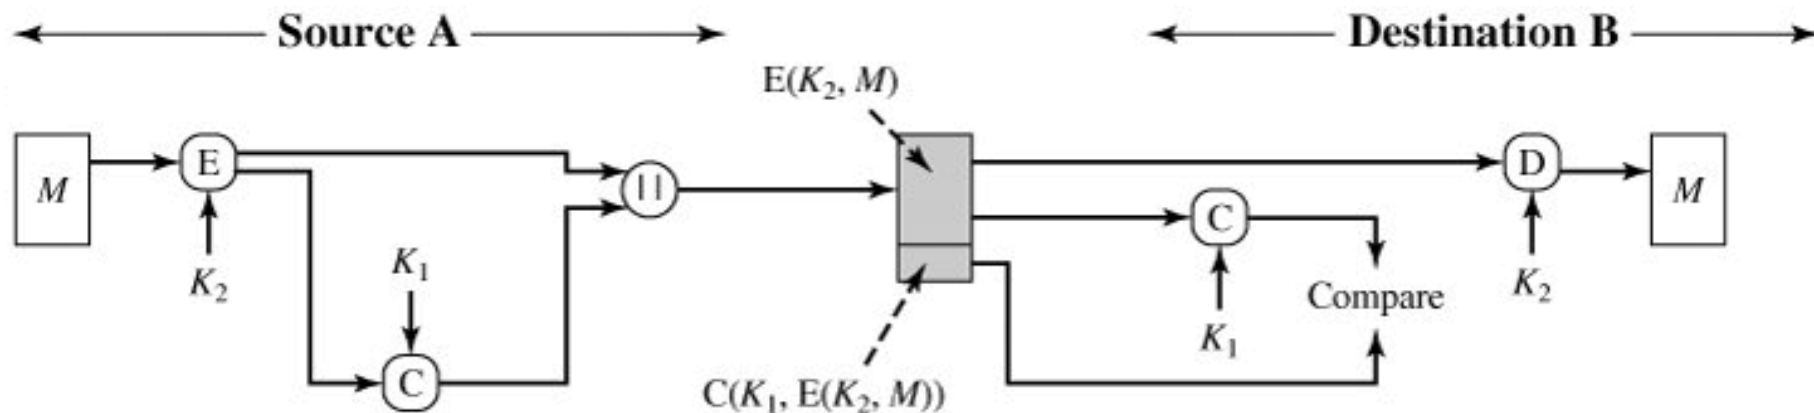 Source A
Destination B
E(K₂, M)
M
E
||
D
M
C
K₂
K₁
K₁
Compare
K₂
C
C(K₁, E(K₂, M))